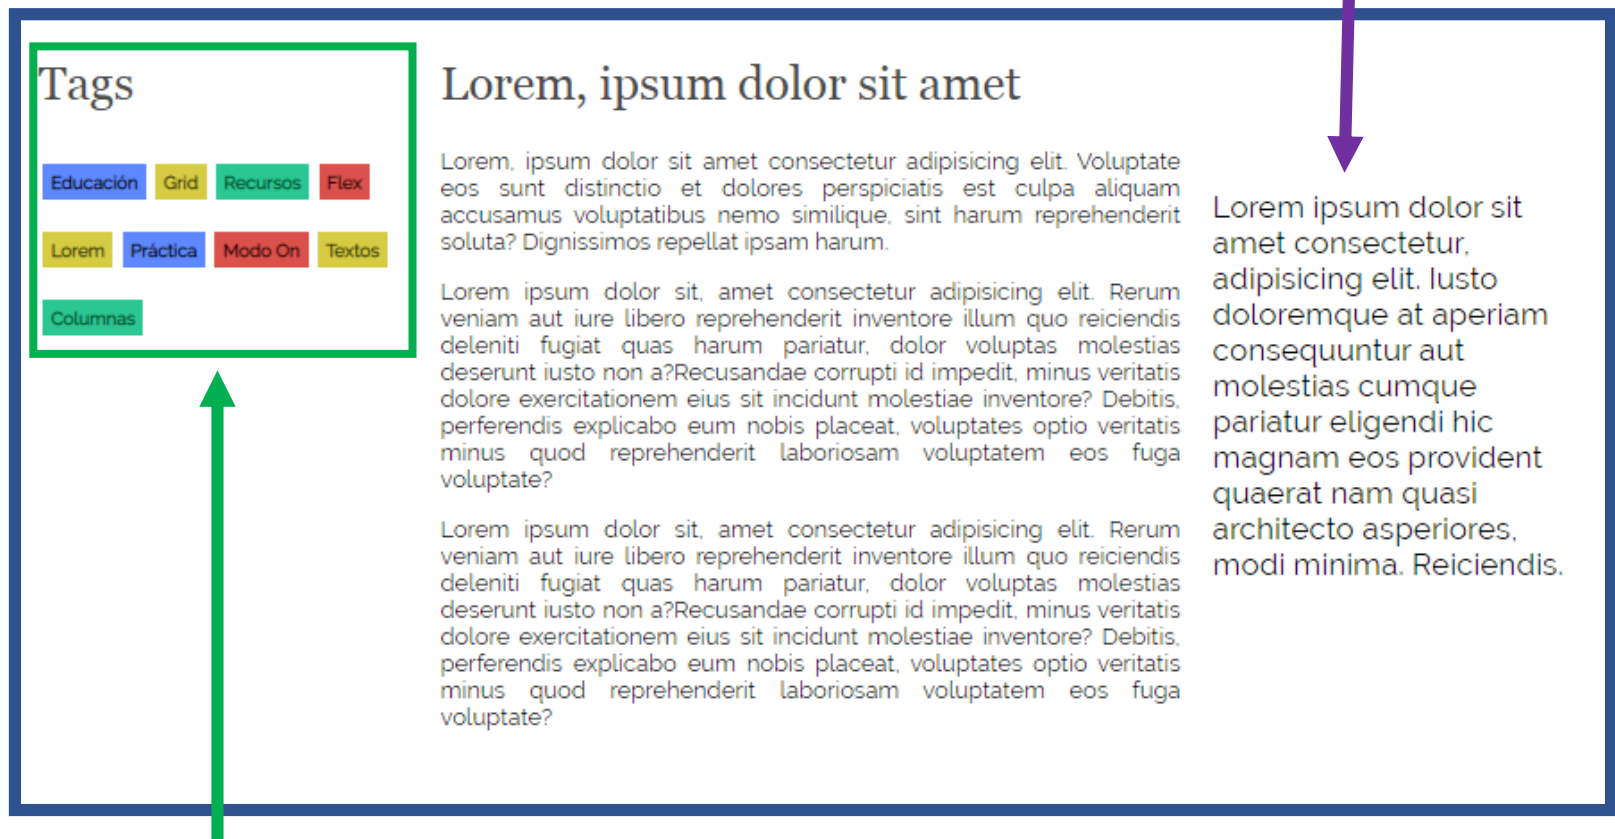 Tags
Educación Grid Recursos Flex
Lorem Práctica Modo On Textos
Columnas
Lorem, ipsum dolor sit amet
Lorem, ipsum dolor sit amet consectetur adipisicing elit. Voluptate
eos sunt distinctio et dolores perspiciatis est culpa aliquam
accusamus voluptatibus nemo similique, sint harum reprehenderit
soluta? Dignissimos repellat ipsam harum.
Lorem ipsum dolor sit, amet consectetur adipisicing elit. Rerum
veniam aut iure libero reprehenderit inventore illum quo reiciendis
deleniti fugiat quas harum pariatur, dolor voluptas molestias
deserunt iusto non a?Recusandae corrupti id impedit, minus veritatis
dolore exercitationem eius sit incidunt molestiae inventore? Debitis,
perferendis explicabo eum nobis placeat, voluptates optio veritatis
minus quod reprehenderit laboriosam voluptatem eos fuga
voluptate?
Lorem ipsum dolor sit, amet consectetur adipisicing elit. Rerum
veniam aut iure libero reprehenderit inventore illum quo reiciendis
deleniti fugiat quas harum pariatur, dolor voluptas molestias
deserunt iusto non a?Recusandae corrupti id impedit, minus veritatis
dolore exercitationem eius sit incidunt molestiae inventore? Debitis,
perferendis explicabo eum nobis placeat, voluptates optio veritatis
minus quod reprehenderit laboriosam voluptatem eos fuga
voluptate?
Lorem ipsum dolor sit
amet consectetur,
adipisicing elit. Iusto
doloremque at aperiam
consequuntur aut
molestias cumque
pariatur eligendi hic
magnam eos provident
quaerat nam quasi
architecto asperiores,
modi minima. Reiciendis.